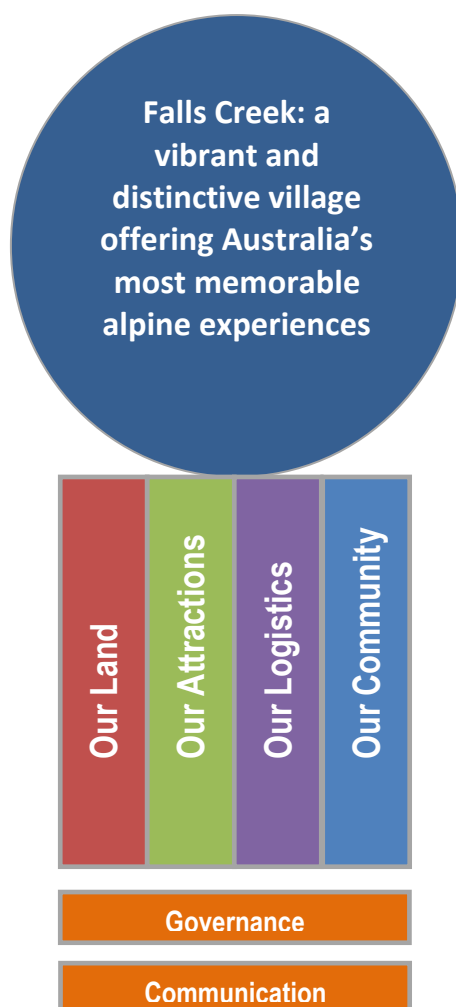 Falls Creek: a
vibrant and
distinctive village
offering Australia’s
most memorable
alpine experiences
Our Land
Our Attractions
Our Logistics
Our Community
Governance
Communication